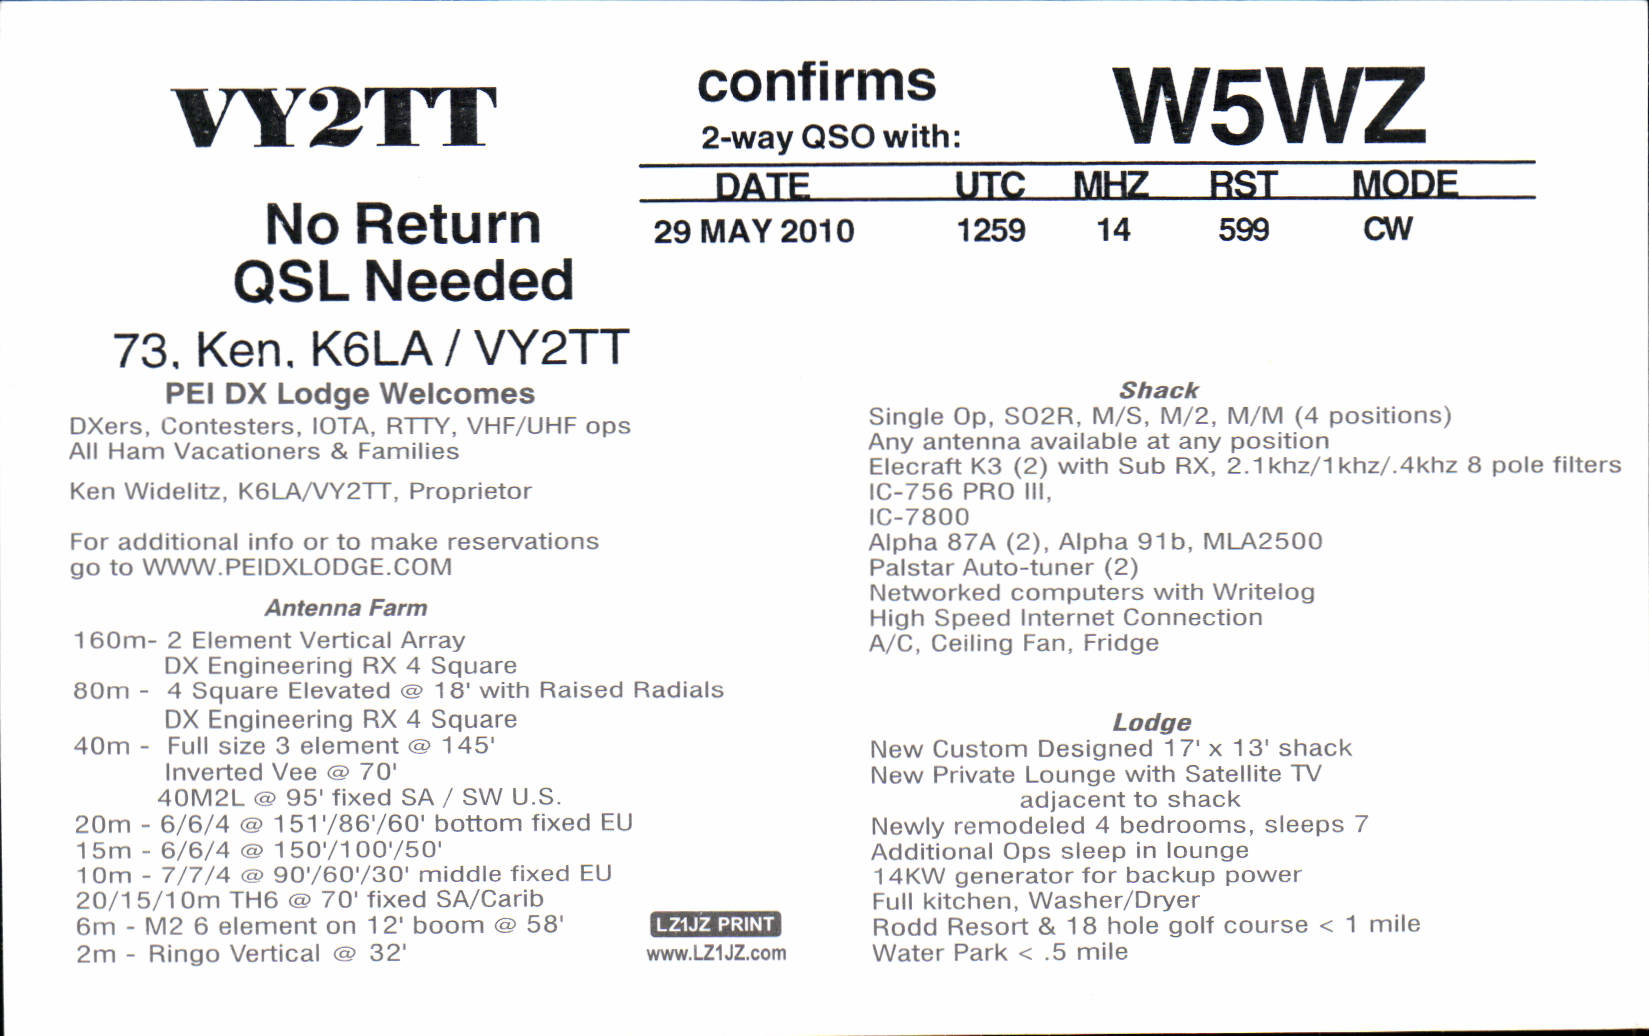 VY2TT
confirms
2-way QSO with:
W5WZ
DATE UTC MHZ RST MODE
29 MAY 2010 1259 14 599 CW
No Return
QSL Needed
73, Ken, K6LA / VY2TT
PEI DX Lodge Welcomes
DXers, Contesters, IOTA, RTTY, VHF/UHF ops
All Ham Vacationers & Families
Ken Widelitz, K6LA/VY2TT, Proprietor
For additional info or to make reservations
go to WWW.PEIDXLODGE.COM
Antenna Farm
160m- 2 Element Vertical Array
DX Engineering RX 4 Square
80m - 4 Square Elevated @ 18' with Raised Radials
DX Engineering RX 4 Square
40m - Full size 3 element @ 145'
Inverted Vee @ 70'
40M2L @ 95' fixed SA / SW U.S.
20m - 6/6/4 @ 151'/86'/60' bottom fixed EU
15m - 6/6/4 @ 150'/100'/50'
10m - 7/7/4 @ 90'/60'/30' middle fixed EU
20/15/10m TH6 @ 70' fixed SA/Carib
6m - M2 6 element on 12' boom @ 58'
2m - Ringo Vertical @ 32'
LZ1JZ PRINT
www.LZ1JZ.com
Shack
Single Op, SO2R, M/S, M/2, M/M (4 positions)
Any antenna available at any position
Elecraft K3 (2) with Sub RX, 2.1khz/1khz/.4khz 8 pole filters
IC-756 PRO III,
IC-7800
Alpha 87A (2), Alpha 91b, MLA2500
Palstar Auto-tuner (2)
Networked computers with Writelog
High Speed Internet Connection
A/C, Ceiling Fan, Fridge
Lodge
New Custom Designed 17' x 13' shack
New Private Lounge with Satellite TV
adjacent to shack
Newly remodeled 4 bedrooms, sleeps 7
Additional Ops sleep in lounge
14KW generator for backup power
Full kitchen, Washer/Dryer
Rodd Resort & 18 hole golf course < 1 mile
Water Park < .5 mile